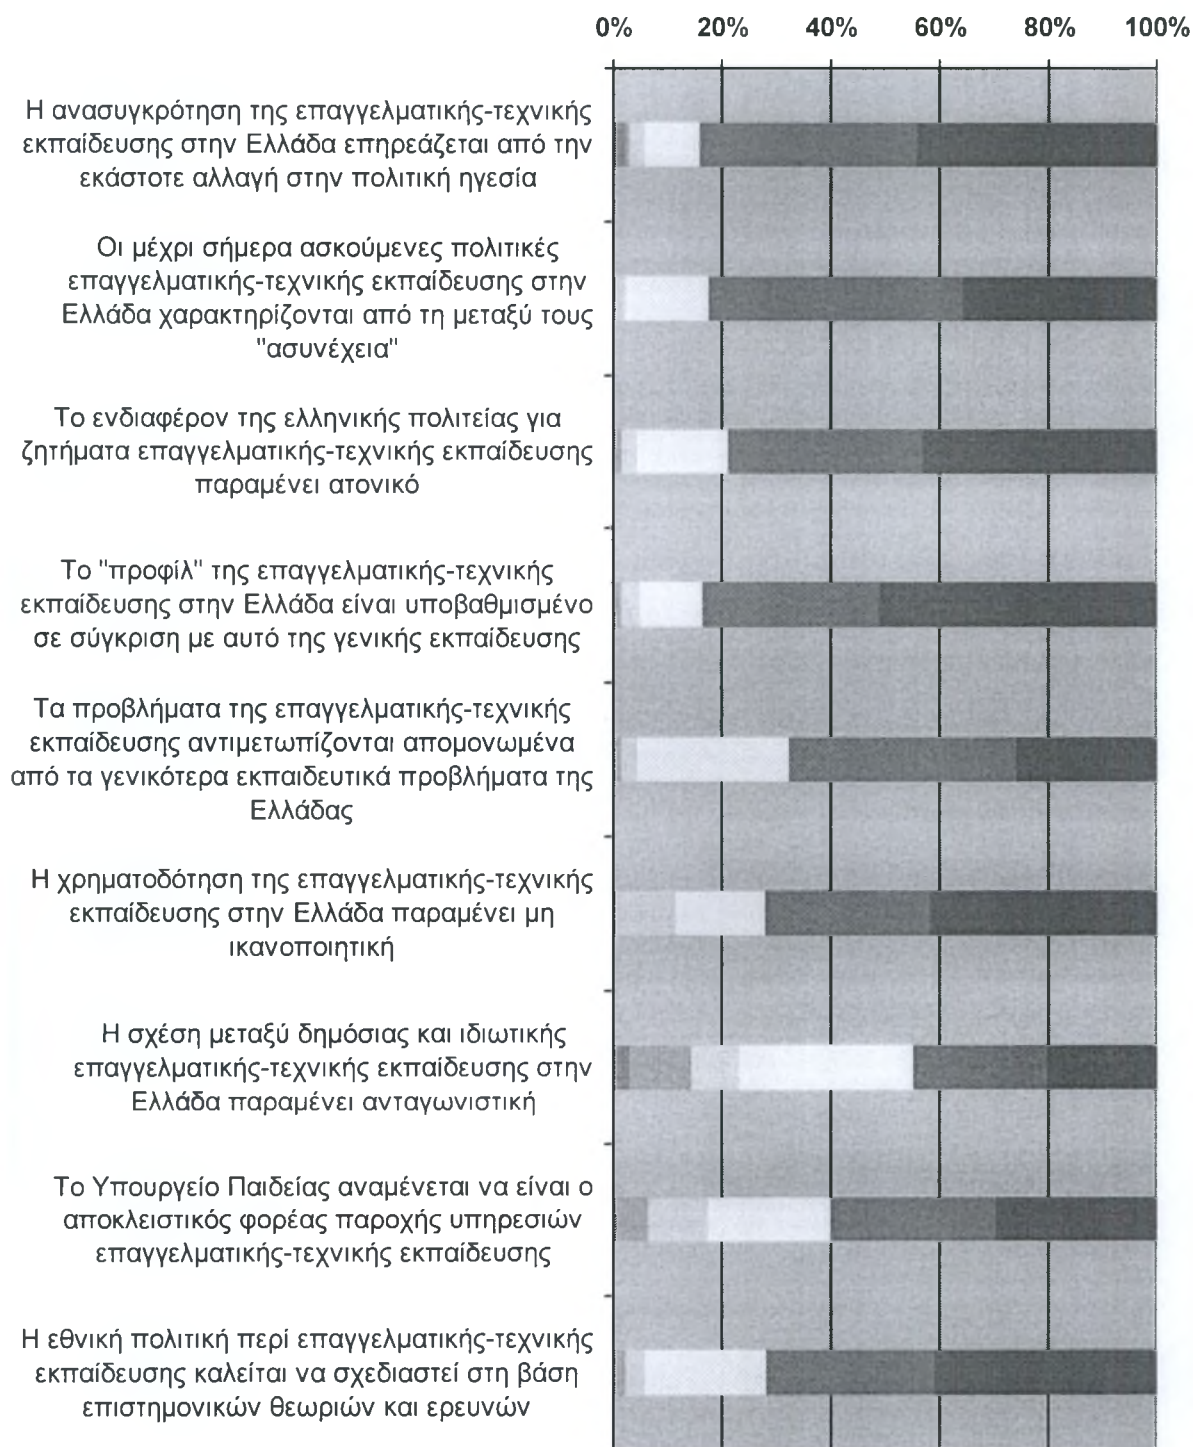 0% 20% 40% 60% 80% 100%
Η ανασυγκρότηση της επαγγελματικής-τεχνικής
εκπαίδευσης στην Ελλάδα επηρεάζεται από την
εκάστοτε αλλαγή στην πολιτική ηγεσία
Οι μέχρι σήμερα ασκούμενες πολιτικές
επαγγελματικής-τεχνικής εκπαίδευσης στην
Ελλάδα χαρακτηρίζονται από τη μεταξύ τους
"ασυνέχεια"
Το ενδιαφέρον της ελληνικής πολιτείας για
ζητήματα επαγγελματικής-τεχνικής εκπαίδευσης
παραμένει ατονικό
Το "προφίλ" της επαγγελματικής-τεχνικής
εκπαίδευσης στην Ελλάδα είναι υποβαθμισμένο
σε σύγκριση με αυτό της γενικής εκπαίδευσης
Τα προβλήματα της επαγγελματικής-τεχνικής
εκπαίδευσης αντιμετωπίζονται απομονωμένα
από τα γενικότερα εκπαιδευτικά προβλήματα της
Ελλάδας
Η χρηματοδότηση της επαγγελματικής-τεχνικής
εκπαίδευσης στην Ελλάδα παραμένει μη
ικανοποιητική
Η σχέση μεταξύ δημόσιας και ιδιωτικής
επαγγελματικής-τεχνικής εκπαίδευσης στην
Ελλάδα παραμένει ανταγωνιστική
Το Υπουργείο Παιδείας αναμένεται να είναι ο
αποκλειστικός φορέας παροχής υπηρεσιών
επαγγελματικής-τεχνικής εκπαίδευσης
Η εθνική πολιτική περί επαγγελματικής-τεχνικής
εκπαίδευσης καλείται να σχεδιαστεί στη βάση
επιστημονικών θεωριών και ερευνών